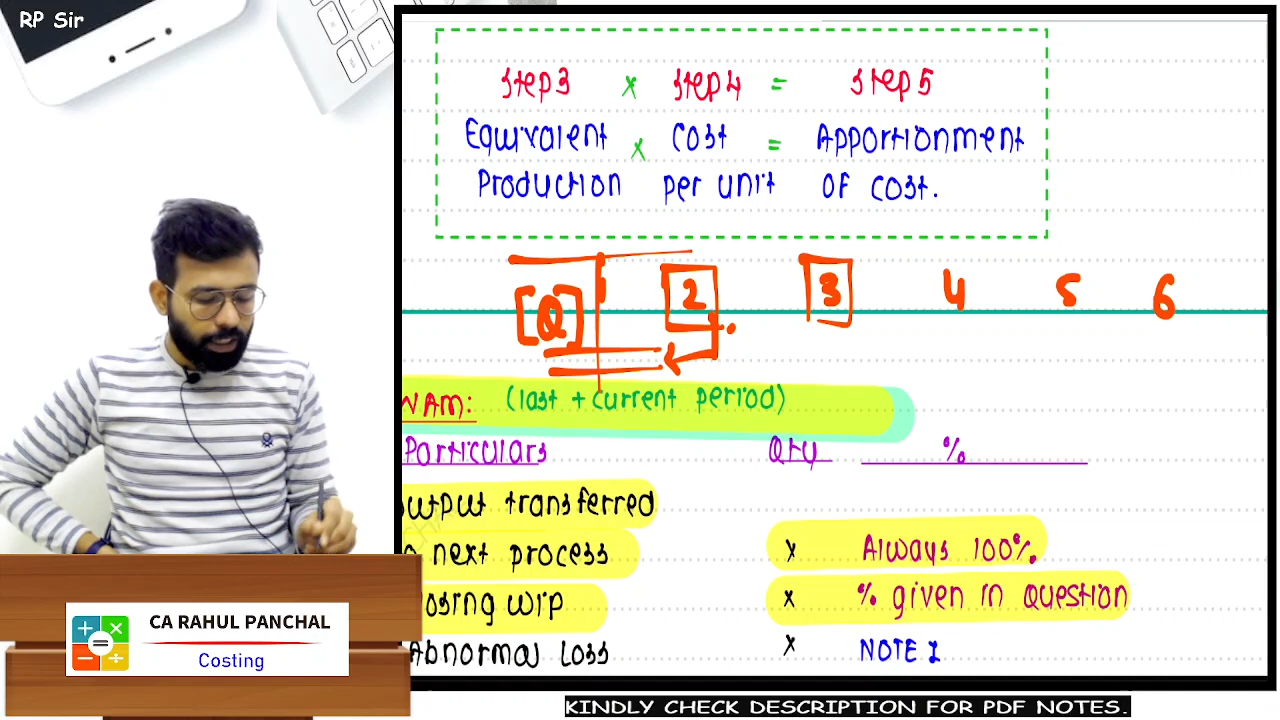 RP Sir
Step3 × Step4 = Step5
Equivalent × Cost = Apportionment
Production per unit of cost.
[Q] 2 3 4 5 6
WAM: (last + current period)
Particulars Qty %
output transferred
next process × Always 100%
osing WIP × % given in question
Abnormal Loss × NOTE 1
CA RAHUL PANCHAL
Costing
KINDLY CHECK DESCRIPTION FOR PDF NOTES.